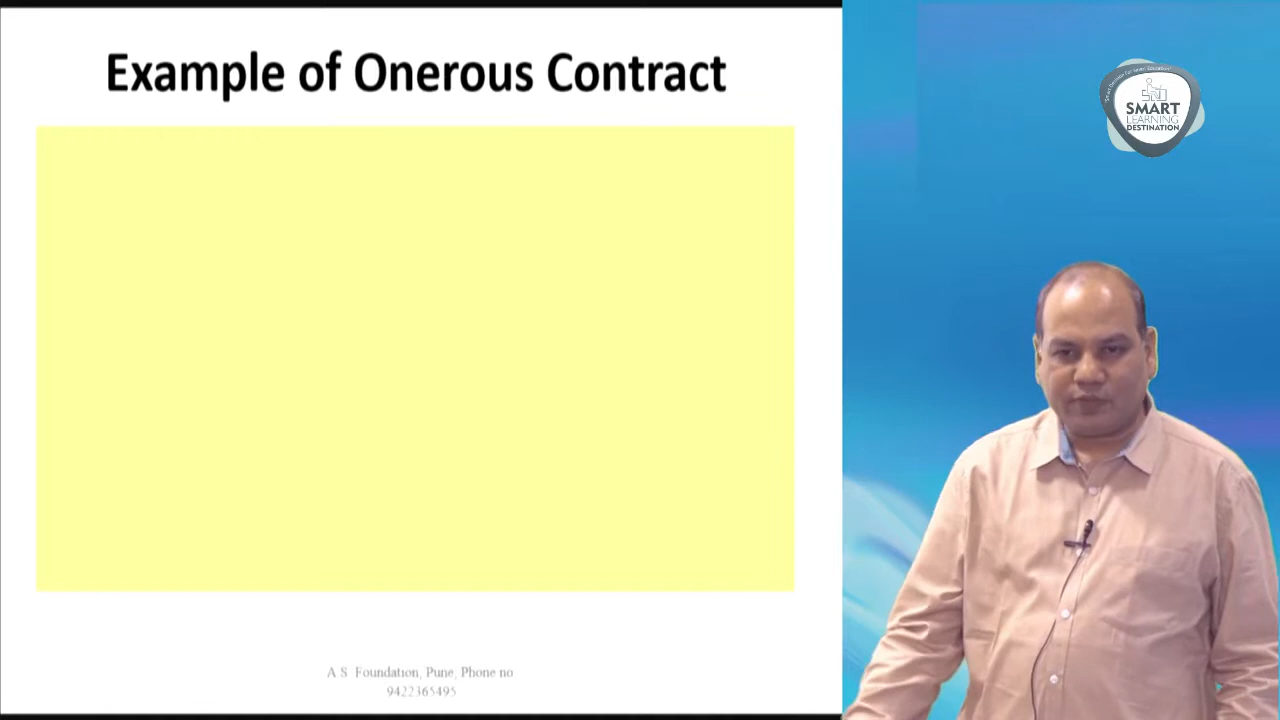 Example of Onerous Contract
SMART
LEARNING
DESTINATION
A S Foundation, Pune, Phone no
9422365495